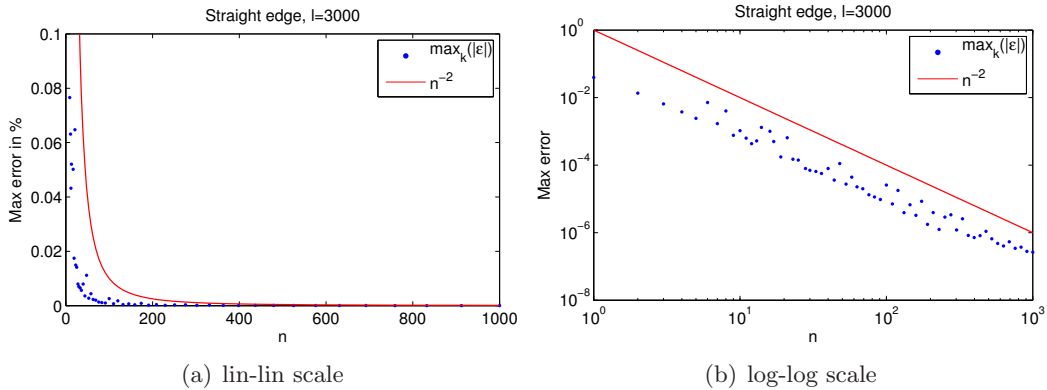 Straight edge, l=3000
Max error in %
0.1
0.08
0.06
0.04
0.02
0
0 200 400 600 800 1000
n
max_k(|ε|)
n^-2
(a) lin-lin scale
Straight edge, l=3000
Max error
10^0
10^-2
10^-4
10^-6
10^-8
10^0 10^1 10^2 10^3
n
max_k(|ε|)
n^-2
(b) log-log scale